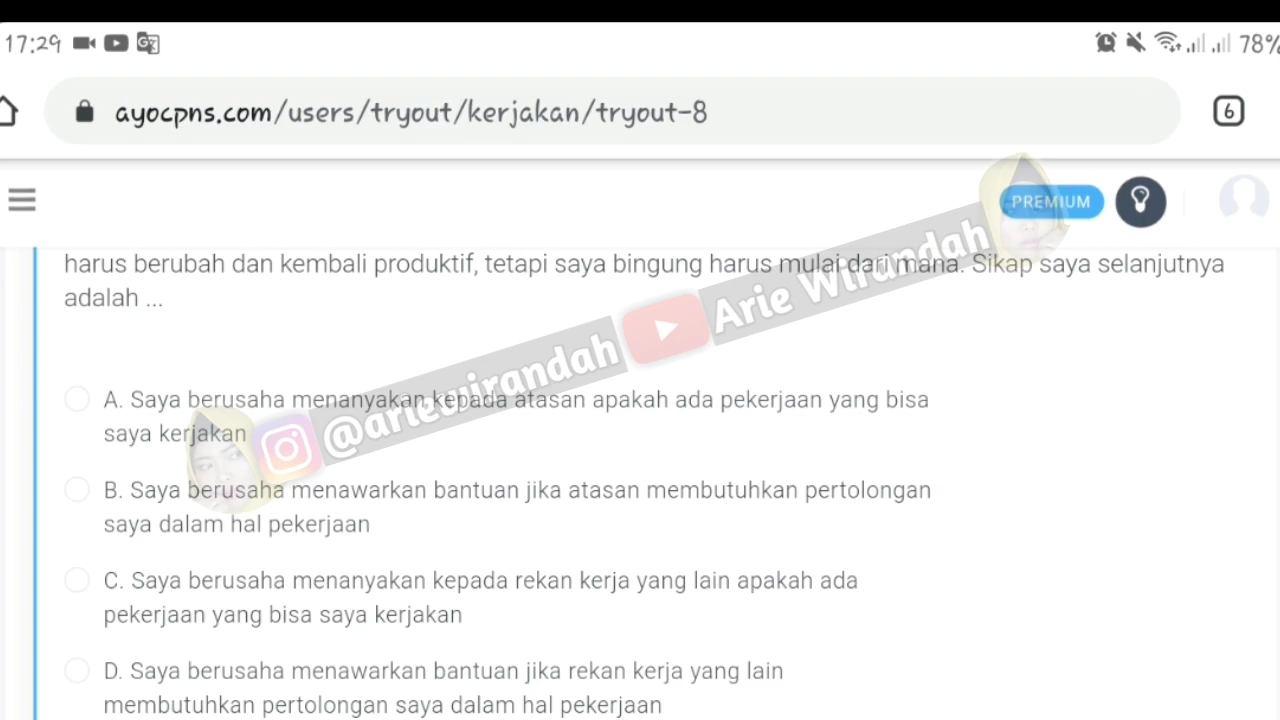 17:29
78%
ayocpns.com/users/tryout/kerjakan/tryout-8
6
PREMIUM
harus berubah dan kembali produktif, tetapi saya bingung harus mulai dari mana. Sikap saya selanjutnya
adalah ...
@ariewirandah
Arie Wirandah
A. Saya berusaha menanyakan kepada atasan apakah ada pekerjaan yang bisa
saya kerjakan
B. Saya berusaha menawarkan bantuan jika atasan membutuhkan pertolongan
saya dalam hal pekerjaan
C. Saya berusaha menanyakan kepada rekan kerja yang lain apakah ada
pekerjaan yang bisa saya kerjakan
D. Saya berusaha menawarkan bantuan jika rekan kerja yang lain
membutuhkan pertolongan saya dalam hal pekerjaan